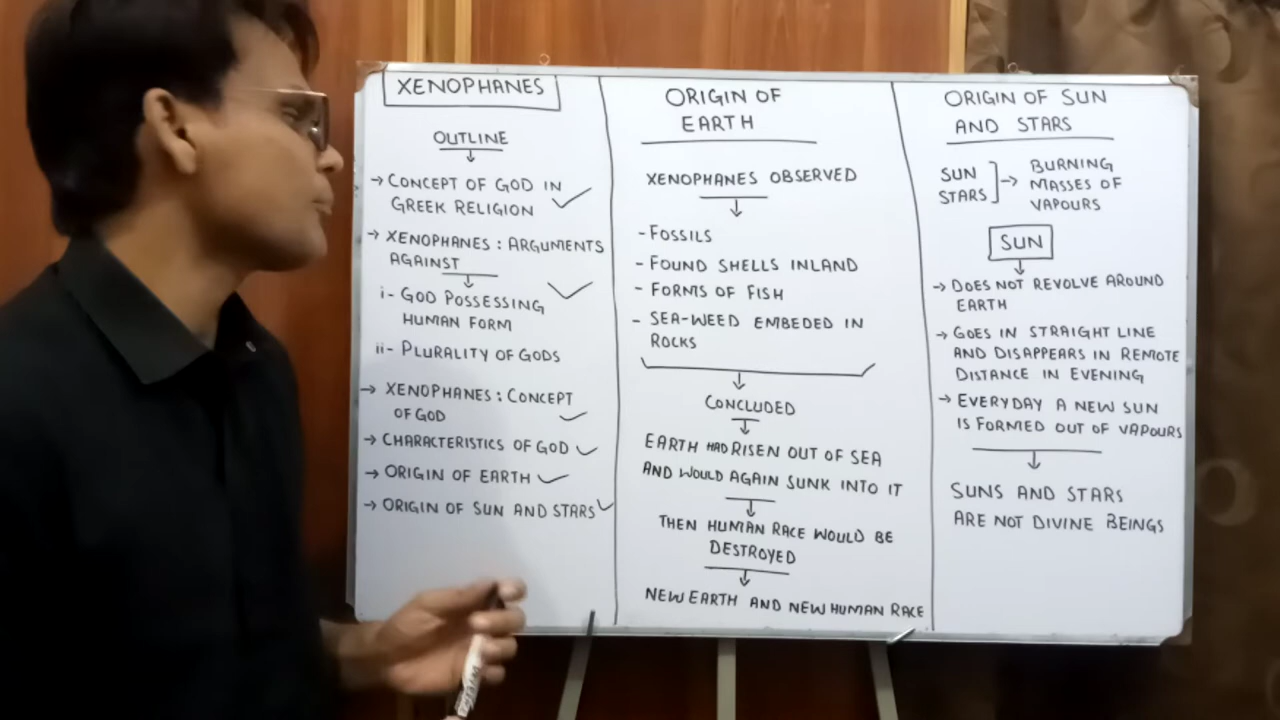 XENOPHANES
OUTLINE
→ CONCEPT OF GOD IN
GREEK RELIGION
→ XENOPHANES : ARGUMENTS
AGAINST
i- GOD POSSESSING
HUMAN FORM
ii- PLURALITY OF GODS
→ XENOPHANES : CONCEPT
OF GOD
→ CHARACTERISTICS OF GOD
→ ORIGIN OF EARTH
→ ORIGIN OF SUN AND STARS
ORIGIN OF
EARTH
XENOPHANES OBSERVED
- FOSSILS
- FOUND SHELLS INLAND
- FORMS OF FISH
- SEA-WEED EMBEDED IN
ROCKS
CONCLUDED
EARTH HAD RISEN OUT OF SEA
AND WOULD AGAIN SUNK INTO IT
THEN HUMAN RACE WOULD BE
DESTROYED
NEW EARTH AND NEW HUMAN RACE
ORIGIN OF SUN
AND STARS
SUN
STARS
→ BURNING
MASSES OF
VAPOURS
SUN
→ DOES NOT REVOLVE AROUND
EARTH
→ GOES IN STRAIGHT LINE
AND DISAPPEARS IN REMOTE
DISTANCE IN EVENING
→ EVERYDAY A NEW SUN
IS FORMED OUT OF VAPOURS
SUNS AND STARS
ARE NOT DIVINE BEINGS